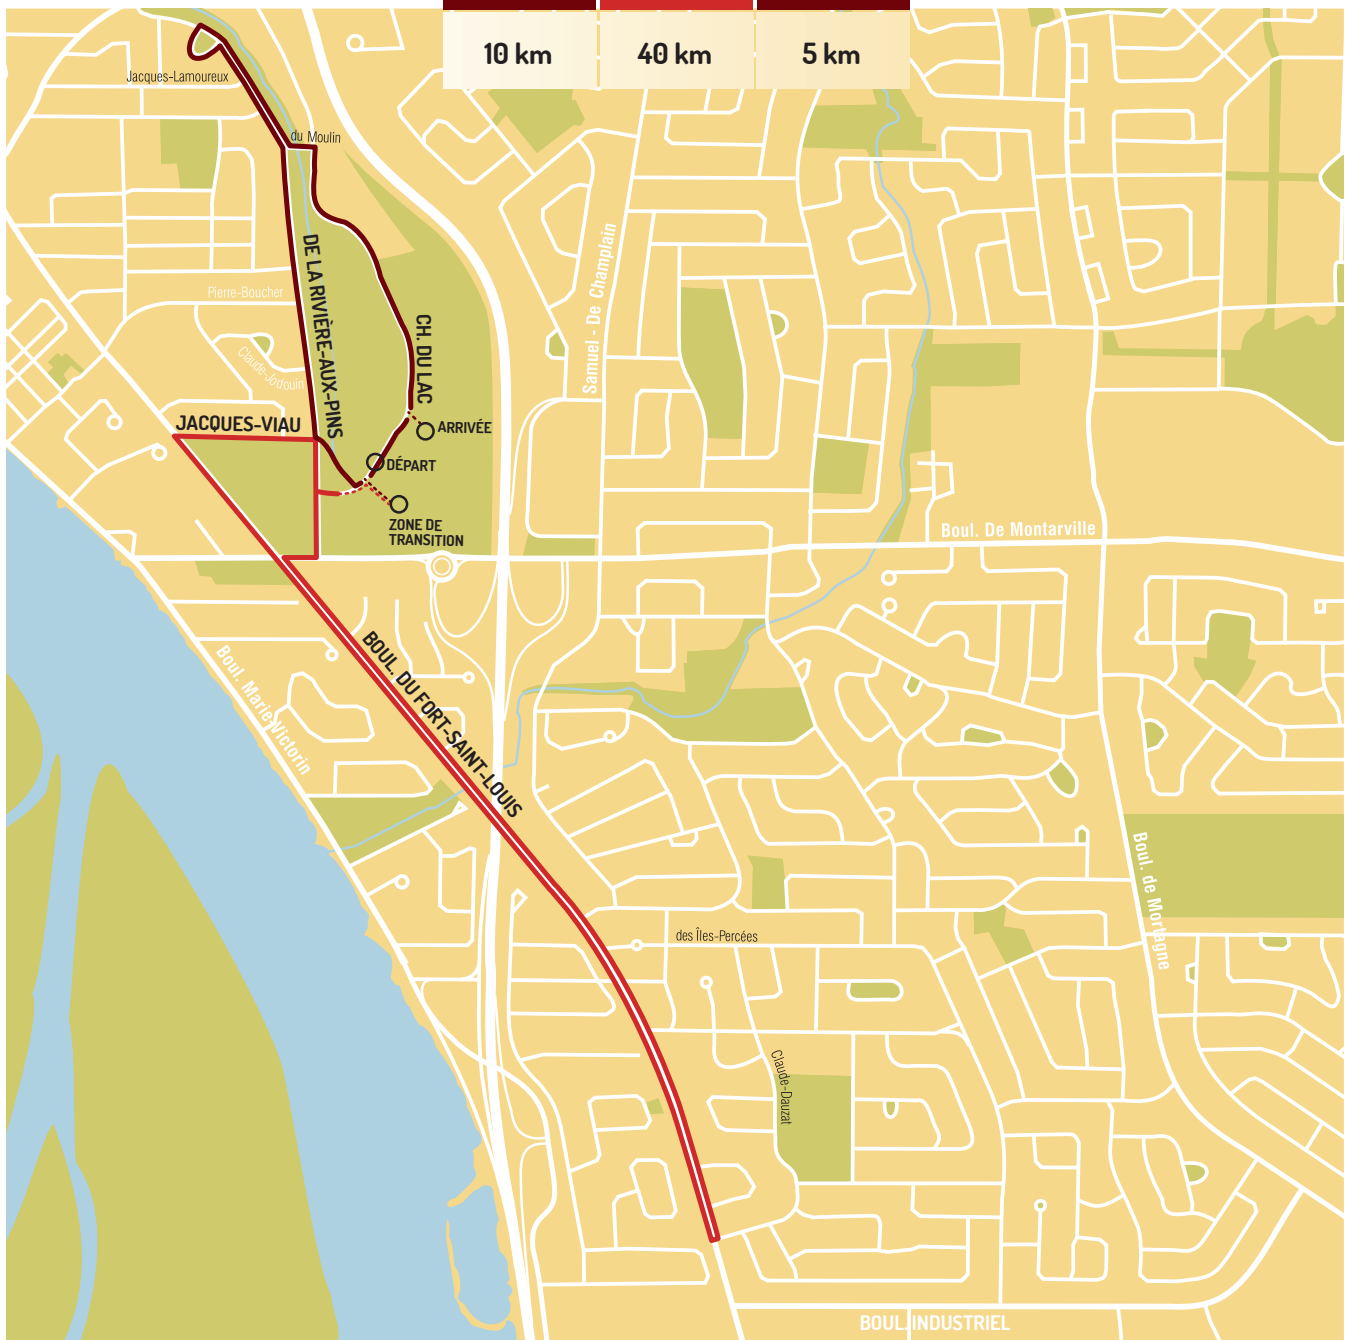 10 km
40 km
5 km
Jacques-Lamoureux
du Moulin
Samuel - De Champlain
DE LA RIVIÈRE-AUX-PINS
Pierre-Boucher
CH. DU LAC
Claude-Jodouin
JACQUES-VIAU
ARRIVÉE
DÉPART
ZONE DE
TRANSITION
Boul. De Montarville
BOUL. DU FORT-SAINT-LOUIS
Boul. Marie-Victorin
Boul. de Mortagne
des Îles-Percées
Claude-Dauzat
BOUL. INDUSTRIEL